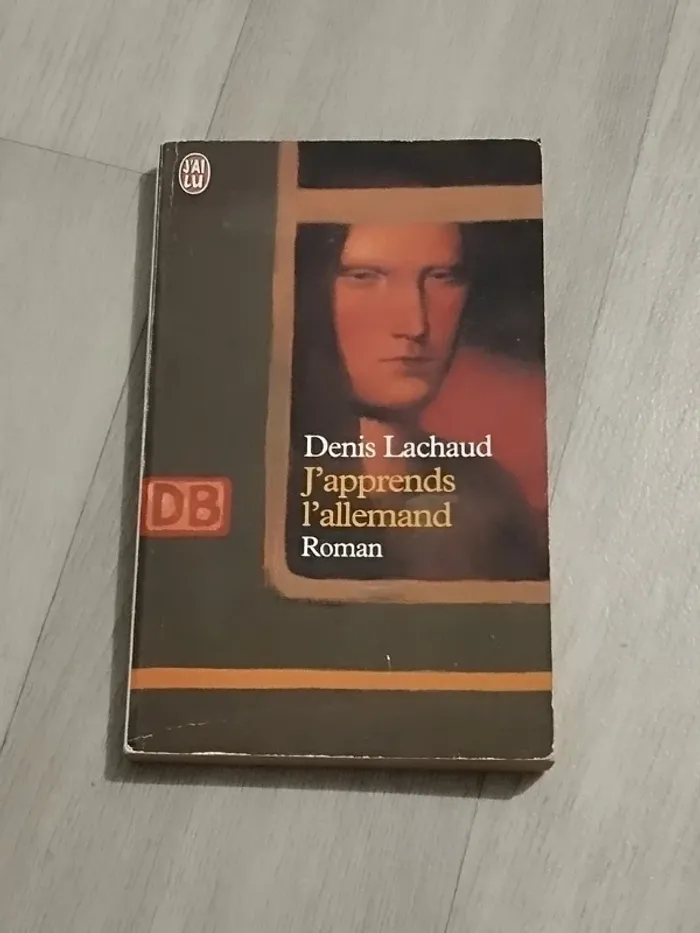 J'AI
LU
Denis Lachaud
J'apprends
l'allemand
Roman
DB